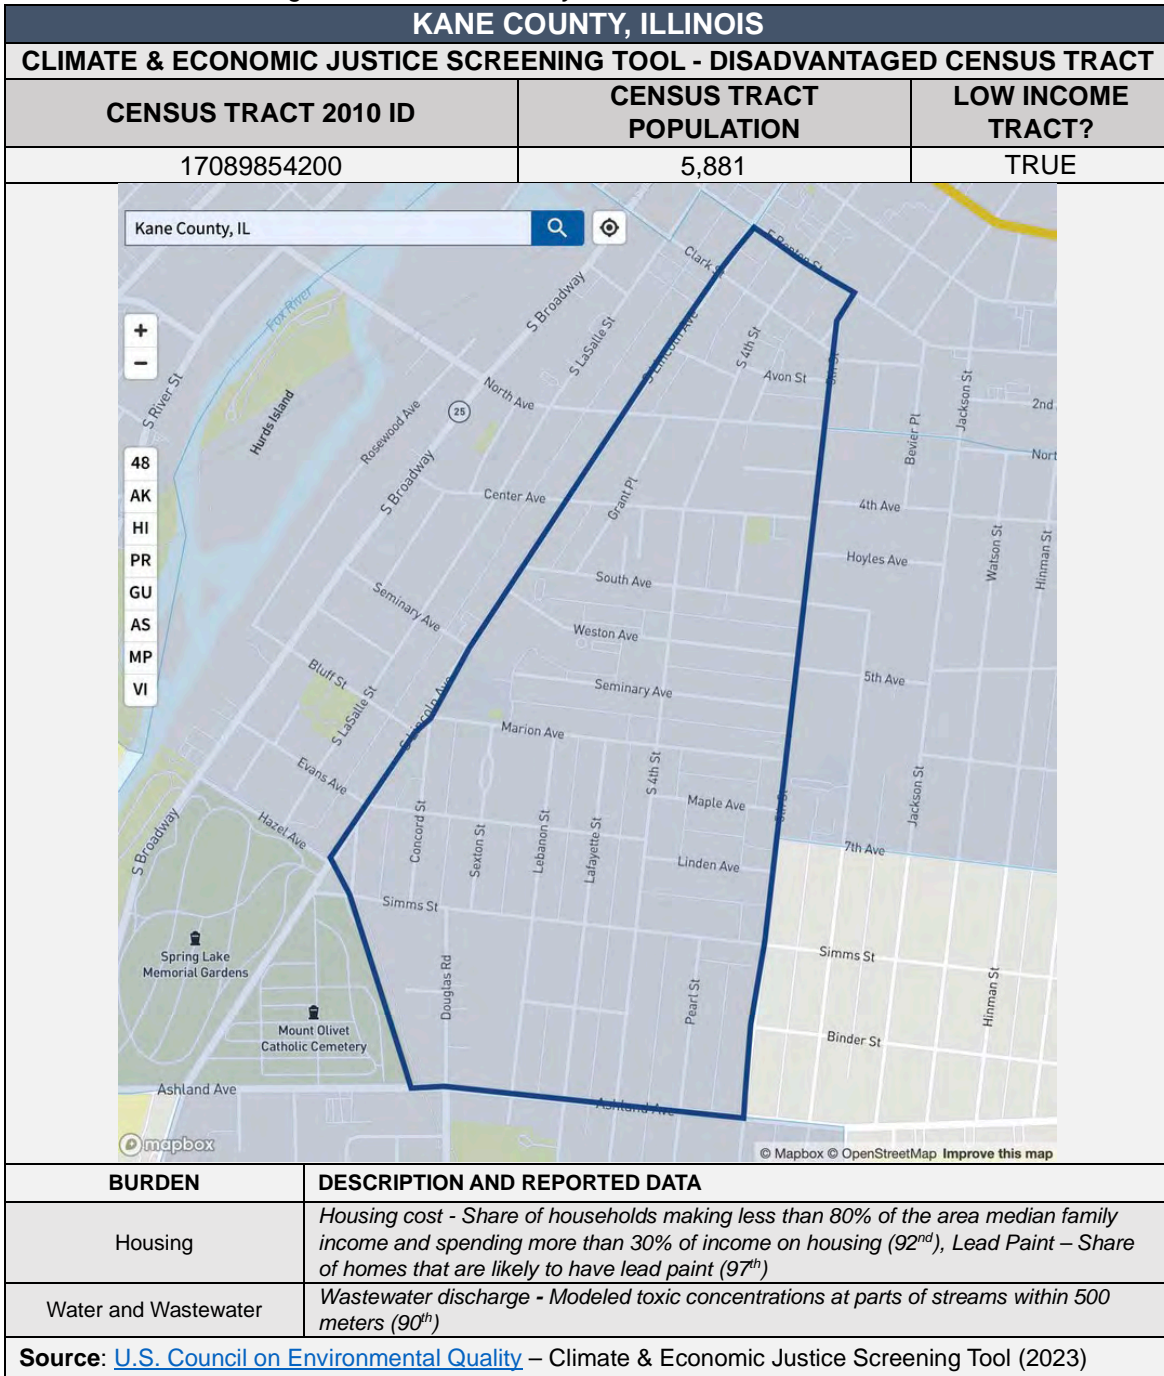 KANE COUNTY, ILLINOIS
CLIMATE & ECONOMIC JUSTICE SCREENING TOOL - DISADVANTAGED CENSUS TRACT
CENSUS TRACT 2010 ID
CENSUS TRACT
POPULATION
LOW INCOME
TRACT?
17089854200
5,881
TRUE
Kane County, IL
E Benton St
Clark St
S Broadway
Fox River
S LaSalle St
S Lincoln Ave
S 4th St
Avon St
5th St
+
−
S River St
Hurds Island
North Ave
25
Rosewood Ave
S Broadway
Jackson St
Bevier Pl
2nd
Nort
48
AK
HI
PR
GU
AS
MP
VI
Center Ave
Grant Pl
4th Ave
Hoyles Ave
Watson St
Hinman St
South Ave
Seminary Ave
Weston Ave
Bluff St
Seminary Ave
5th Ave
S LaSalle St
S Lincoln Ave
Marion Ave
Evans Ave
S 4th St
Maple Ave
5th St
Jackson St
S Broadway
Hazel Ave
Concord St
Sexton St
Lebanon St
Lafayette St
Linden Ave
7th Ave
Simms St
Spring Lake
Memorial Gardens
Simms St
Douglas Rd
Pearl St
Hinman St
Mount Olivet
Catholic Cemetery
Binder St
Ashland Ave
Ashland Ave
mapbox
© Mapbox © OpenStreetMap Improve this map
BURDEN
DESCRIPTION AND REPORTED DATA
Housing
Housing cost - Share of households making less than 80% of the area median family
income and spending more than 30% of income on housing (92nd), Lead Paint – Share
of homes that are likely to have lead paint (97th)
Water and Wastewater
Wastewater discharge - Modeled toxic concentrations at parts of streams within 500
meters (90th)
Source: U.S. Council on Environmental Quality – Climate & Economic Justice Screening Tool (2023)